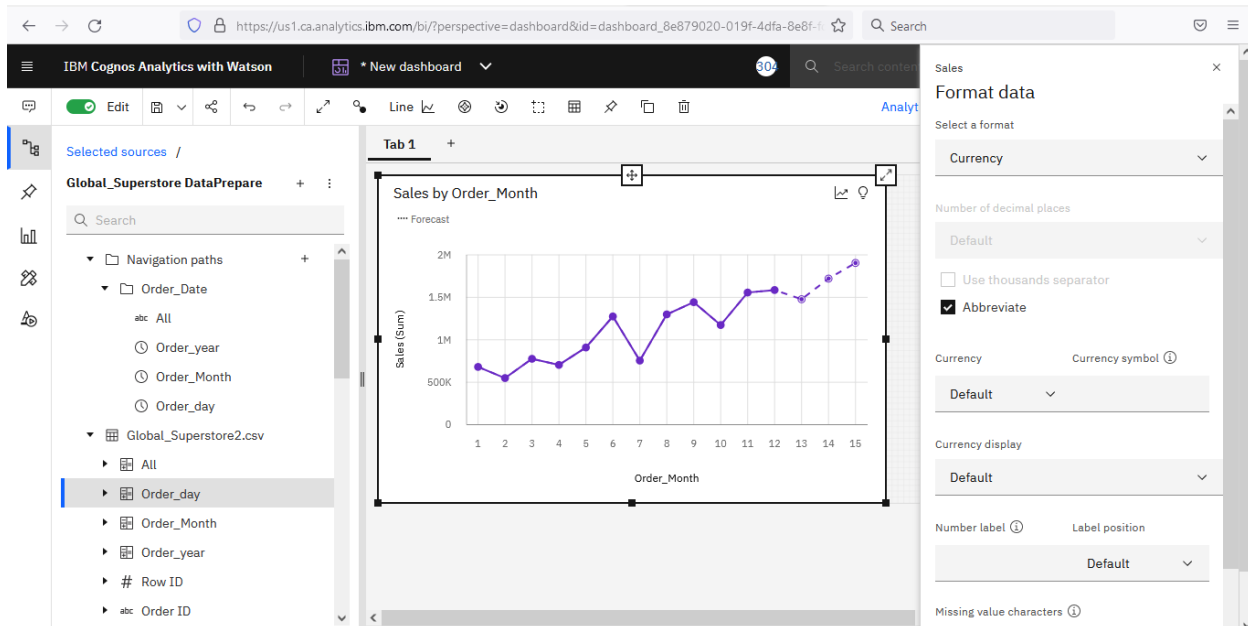 https://us1.ca.analytics.ibm.com/bi/?perspective=dashboard&id=dashboard_8e879020-019f-4dfa-8e8f-f
Search
IBM Cognos Analytics with Watson
* New dashboard
304
Search conten
Edit
Line
Analyt
Selected sources /
Global_Superstore DataPrepare
Search
Navigation paths
Order_Date
abc All
Order_year
Order_Month
Order_day
Global_Superstore2.csv
All
Order_day
Order_Month
Order_year
# Row ID
abc Order ID
Tab 1
Sales by Order_Month
Forecast
Sales (Sum)
2M
1.5M
1M
500K
0
1 2 3 4 5 6 7 8 9 10 11 12 13 14 15
Order_Month
Sales
Format data
Select a format
Currency
Number of decimal places
Default
Use thousands separator
Abbreviate
Currency Currency symbol
Default
Currency display
Default
Number label Label position
Default
Missing value characters